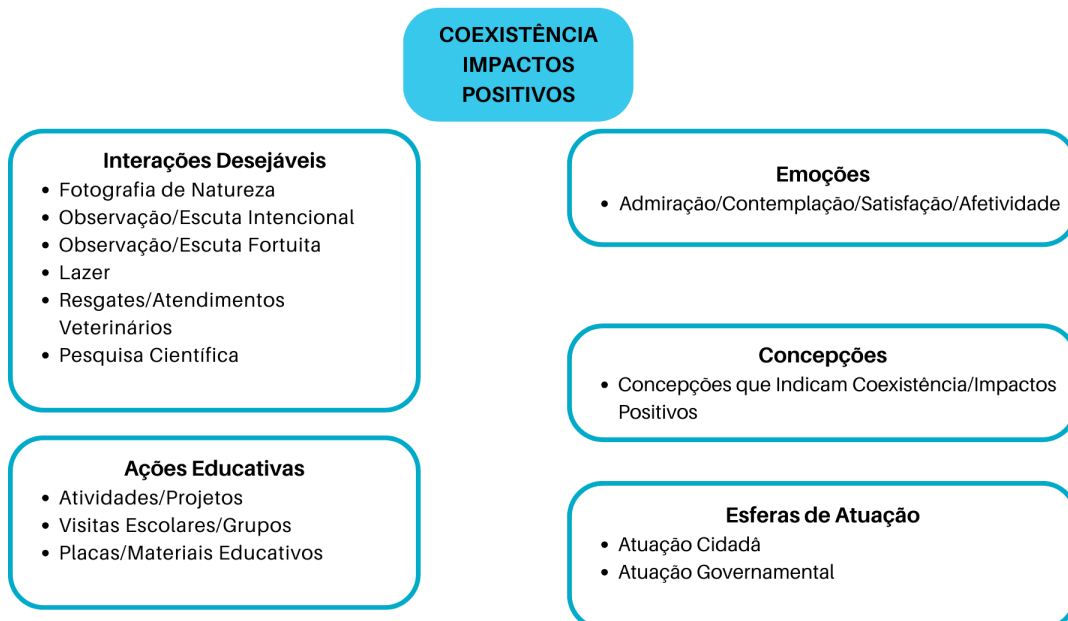 COEXISTÊNCIA
IMPACTOS
POSITIVOS
Interações Desejáveis
• Fotografia de Natureza
• Observação/Escuta Intencional
• Observação/Escuta Fortuita
• Lazer
• Resgates/Atendimentos
Veterinários
• Pesquisa Científica
Ações Educativas
• Atividades/Projetos
• Visitas Escolares/Grupos
• Placas/Materiais Educativos
Emoções
• Admiração/Contemplação/Satisfação/Afetividade
Concepções
• Concepções que Indicam Coexistência/Impactos
Positivos
Esferas de Atuação
• Atuação Cidadã
• Atuação Governamental